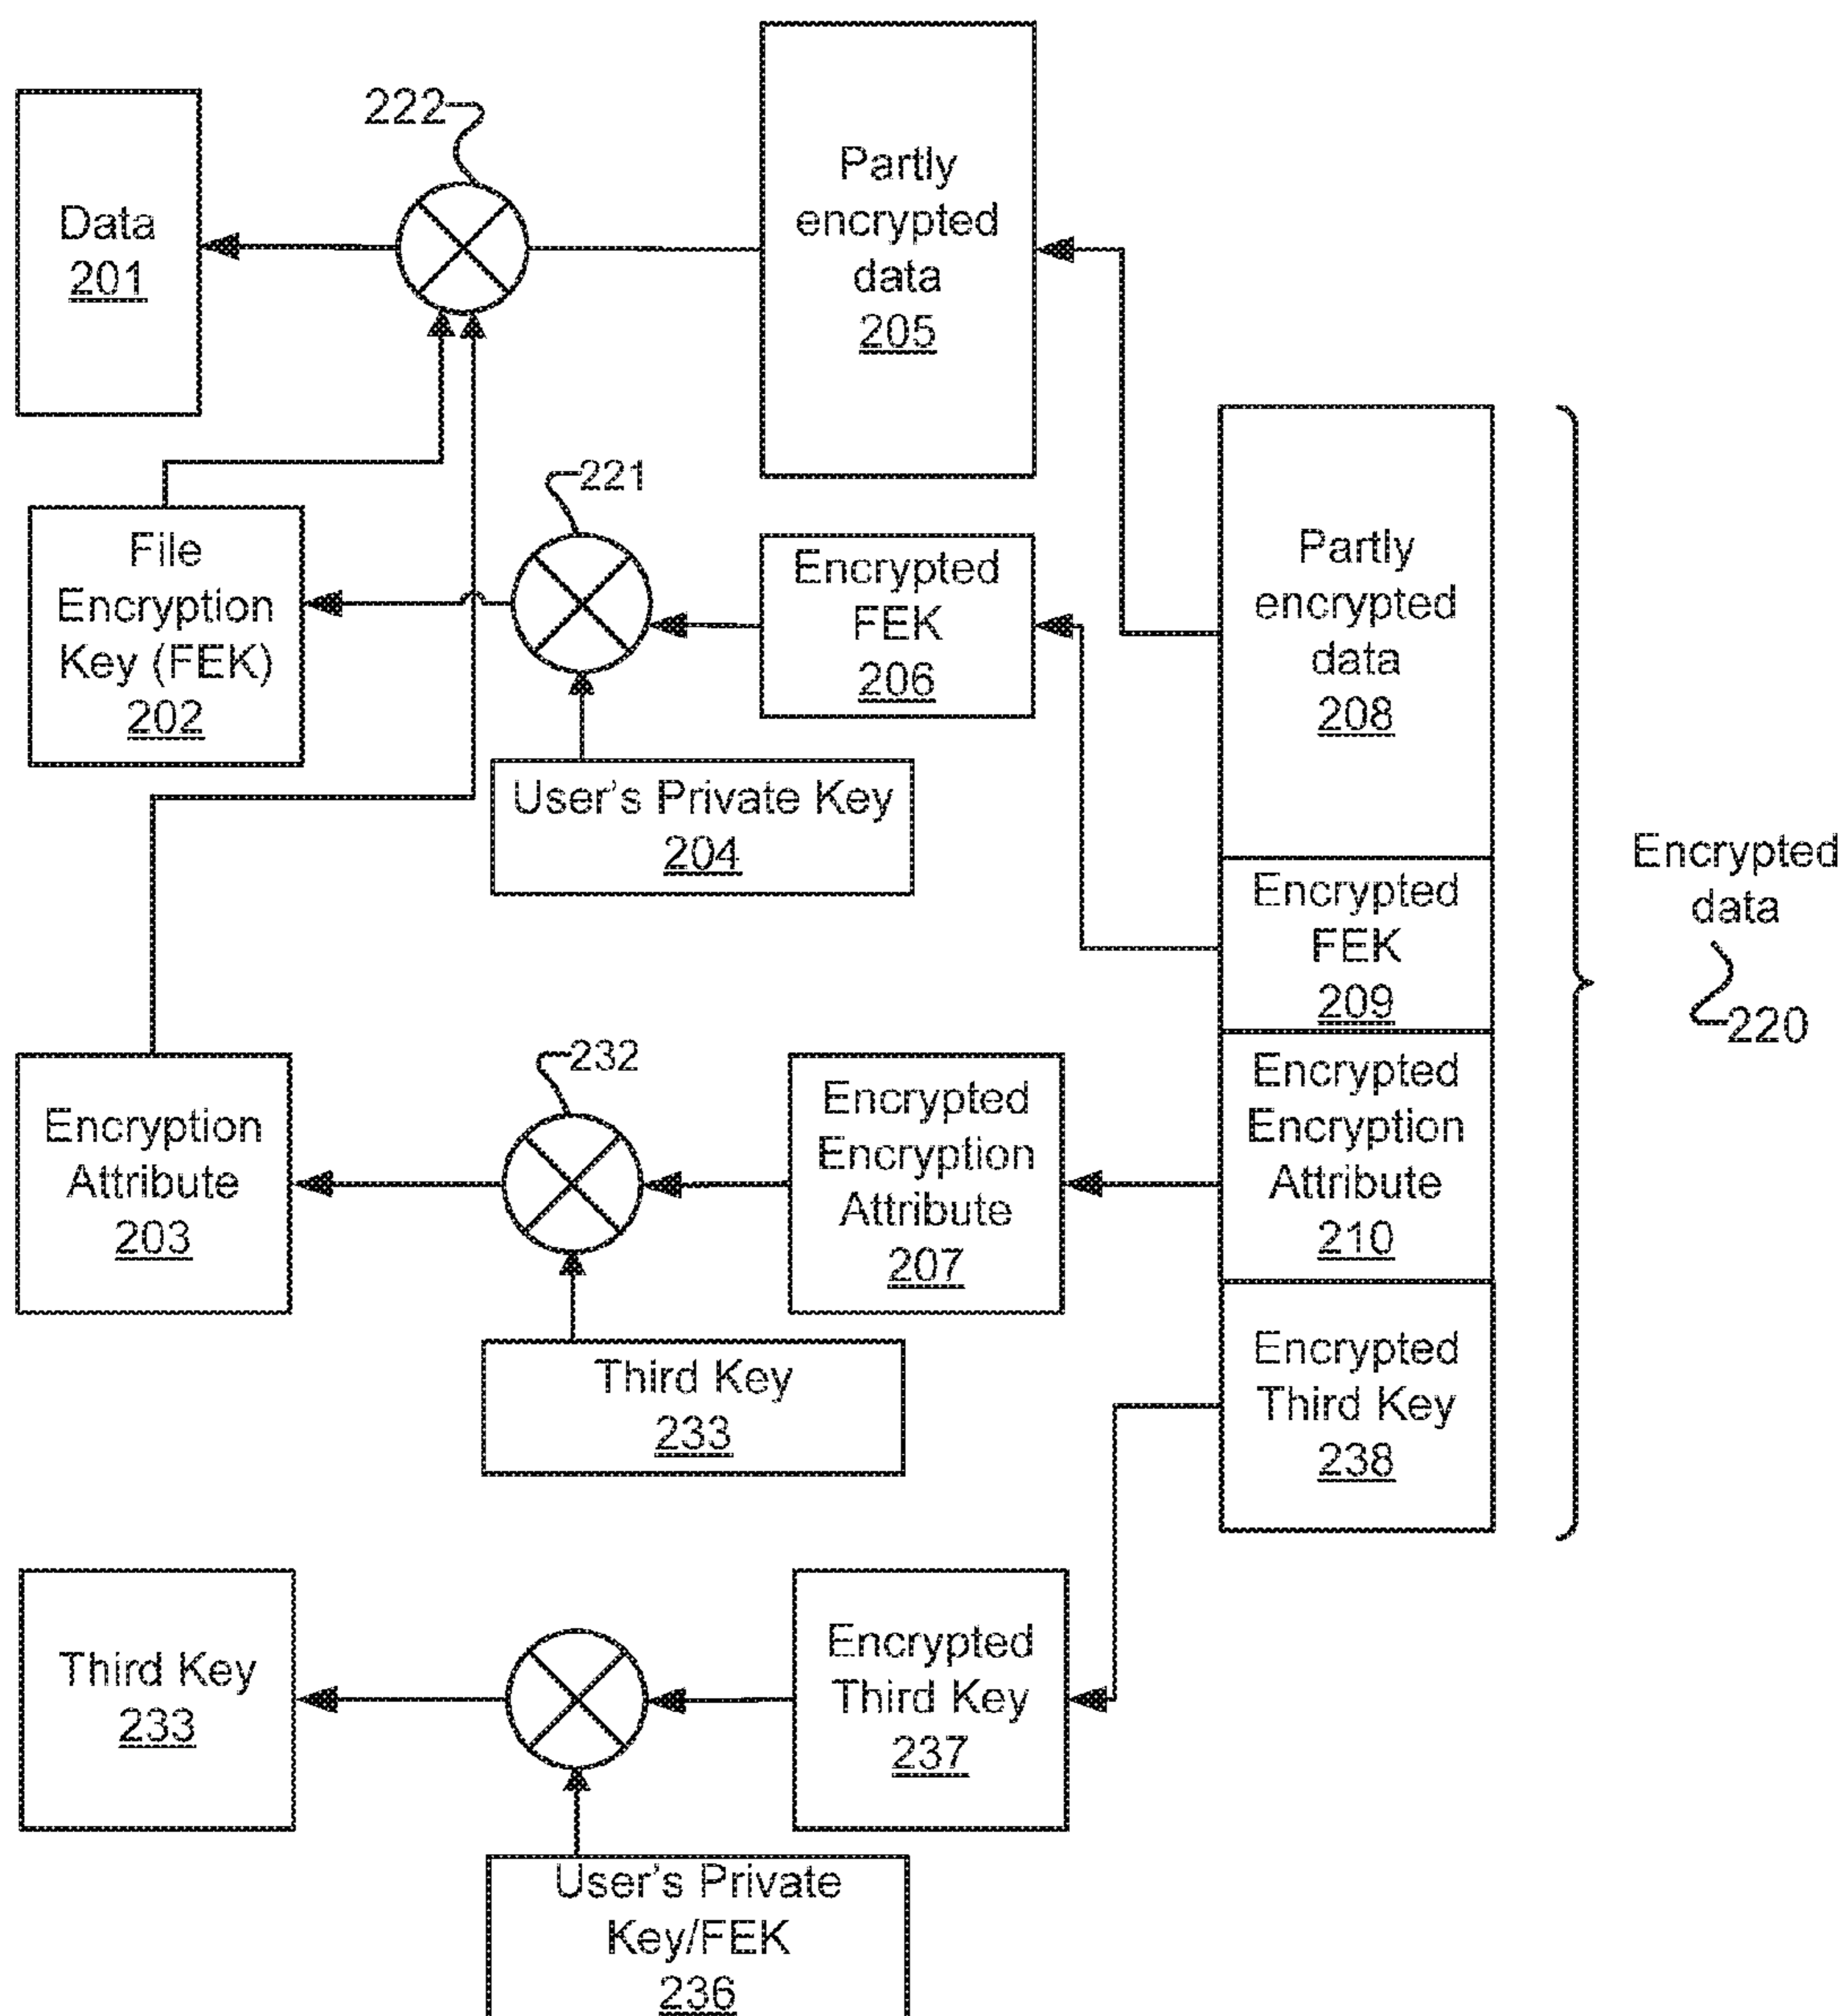 222
Data
201
Partly
encrypted
data
205
221
File
Encryption
Key (FEK)
202
Encrypted
FEK
206
User's Private Key
204
Partly
encrypted
data
208
Encrypted
FEK
209
Encrypted
Encryption
Attribute
210
Encrypted
Third Key
238
Encrypted
data
220
232
Encryption
Attribute
203
Encrypted
Encryption
Attribute
207
Third Key
233
Third Key
233
Encrypted
Third Key
237
User's Private
Key/FEK
236